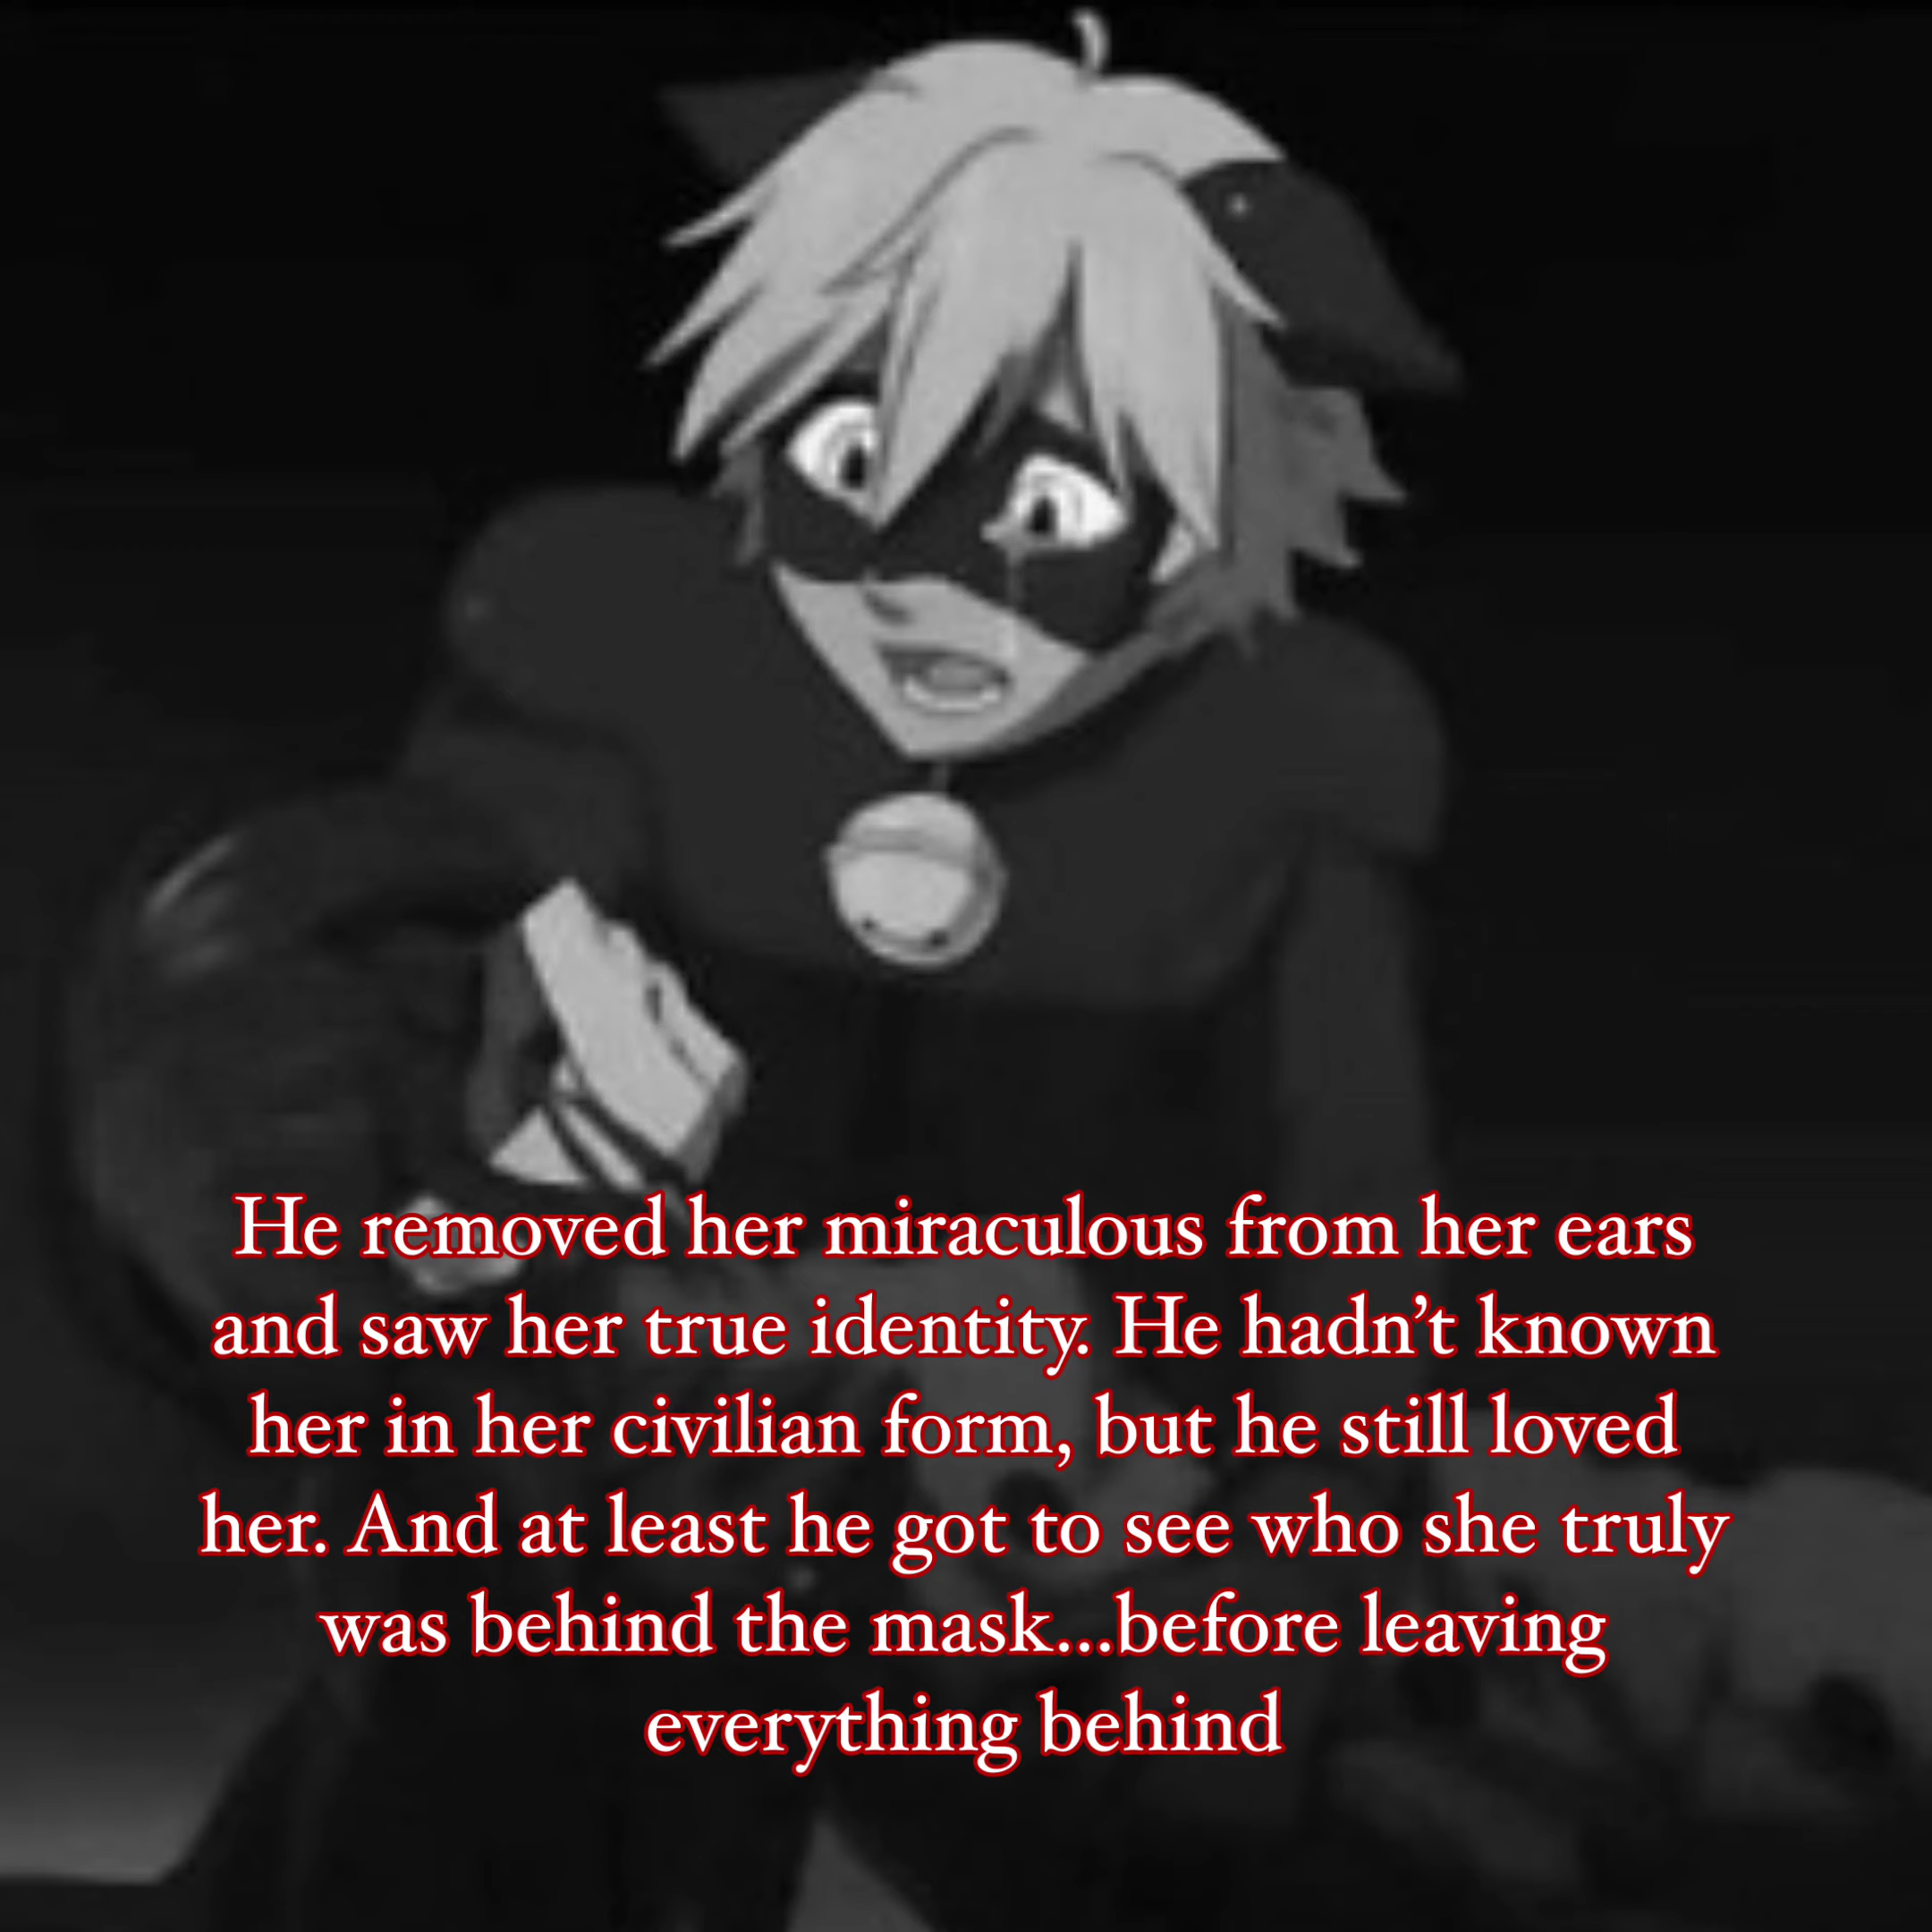 He removed her miraculous from her ears
and saw her true identity. He hadn’t known
her in her civilian form, but he still loved
her. And at least he got to see who she truly
was behind the mask...before leaving
everything behind